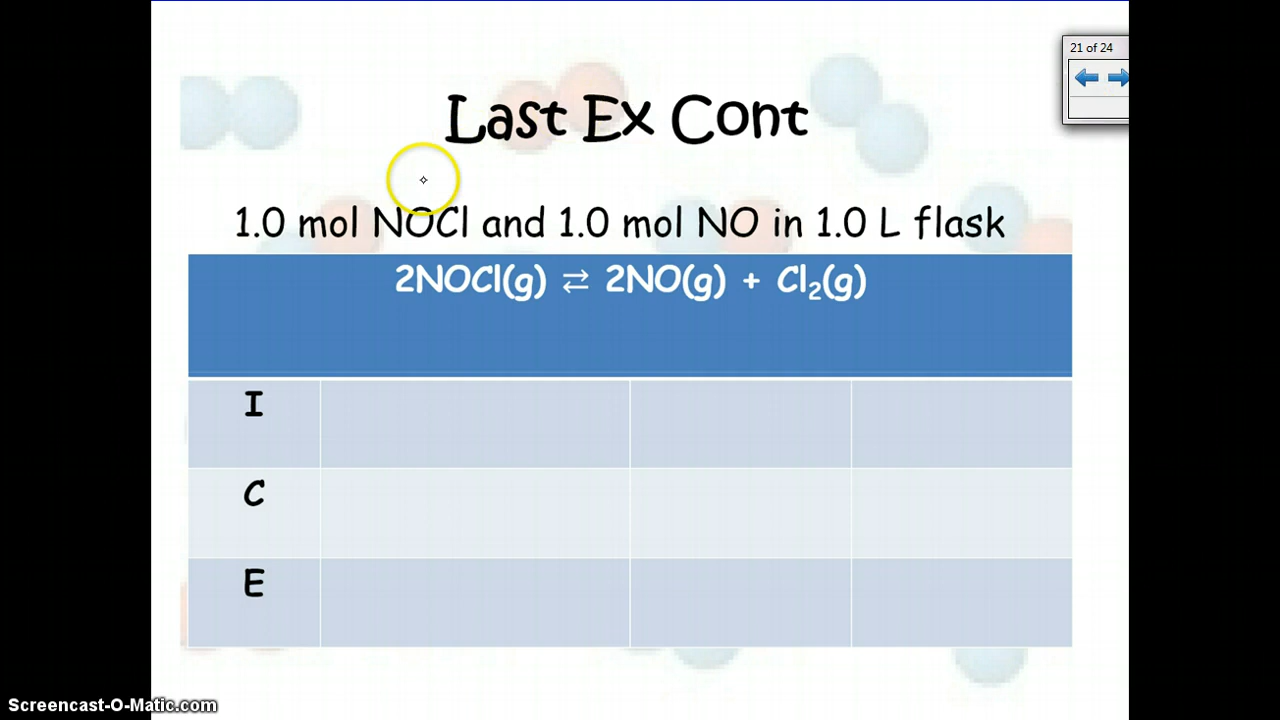 21 of 24
Last Ex Cont
1.0 mol NOCl and 1.0 mol NO in 1.0 L flask
2NOCl(g) ⇄ 2NO(g) + Cl₂(g)
I
C
E
Screencast-O-Matic.com